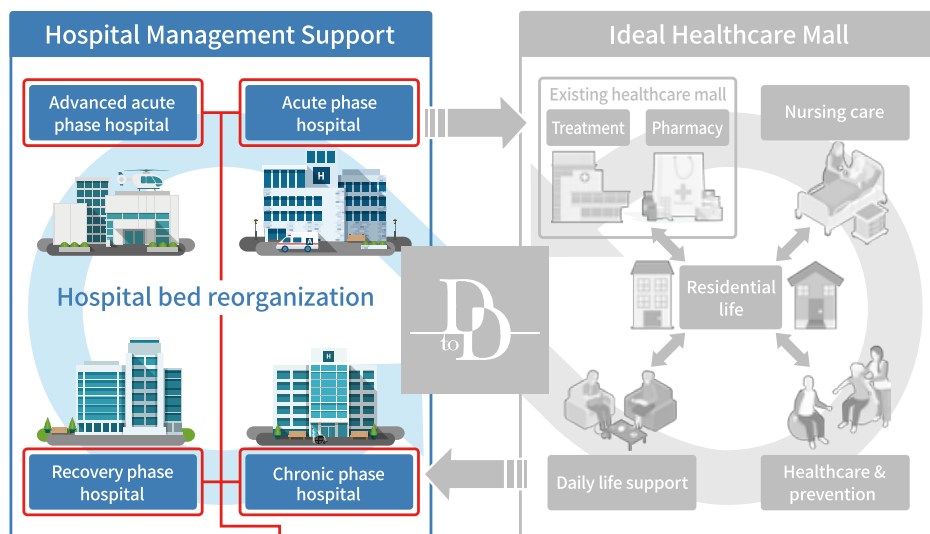 Hospital Management Support
Advanced acute
phase hospital
Acute phase
hospital
H
A
Hospital bed reorganization
H
Recovery phase
hospital
Chronic phase
hospital
D
to D
Ideal Healthcare Mall
Existing healthcare mall
Treatment
Pharmacy
Nursing care
Residential
life
Daily life support
Healthcare &
prevention